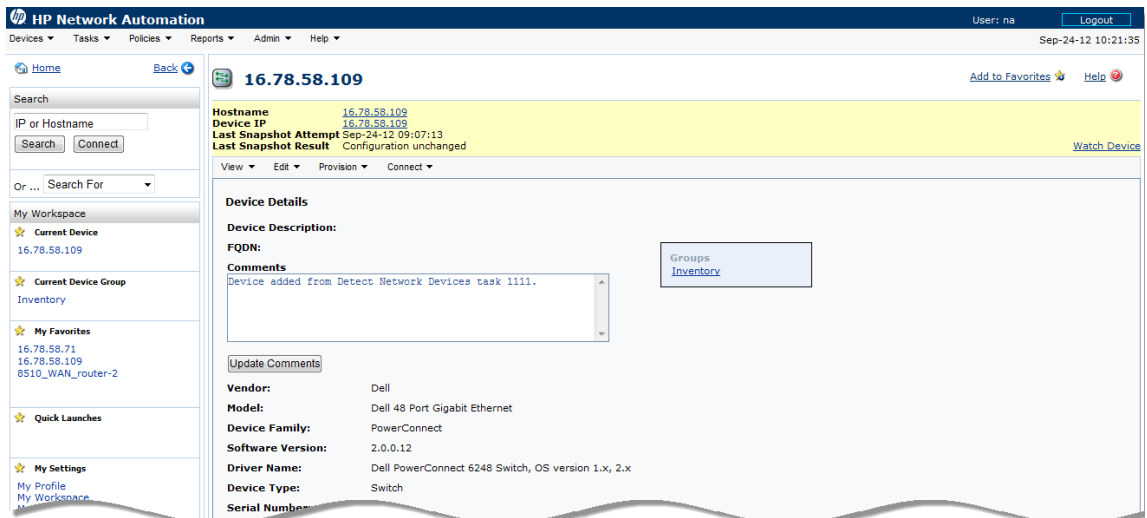 hp HP Network Automation
User: na
Logout
Devices Tasks Policies Reports Admin Help
Sep-24-12 10:21:35
Home
Back
Search
IP or Hostname
Search
Connect
Or ... Search For
My Workspace
Current Device
16.78.58.109
Current Device Group
Inventory
My Favorites
16.78.58.71
16.78.58.109
8510_WAN_router-2
Quick Launches
My Settings
My Profile
My Workspace
16.78.58.109
Add to Favorites
Help
Hostname 16.78.58.109
Device IP 16.78.58.109
Last Snapshot Attempt Sep-24-12 09:07:13
Last Snapshot Result Configuration unchanged
Watch Device
View Edit Provision Connect
Device Details
Device Description:
FQDN:
Comments
Device added from Detect Network Devices task 1111.
Groups
Inventory
Update Comments
Vendor: Dell
Model: Dell 48 Port Gigabit Ethernet
Device Family: PowerConnect
Software Version: 2.0.0.12
Driver Name: Dell PowerConnect 6248 Switch, OS version 1.x, 2.x
Device Type: Switch
Serial Number: